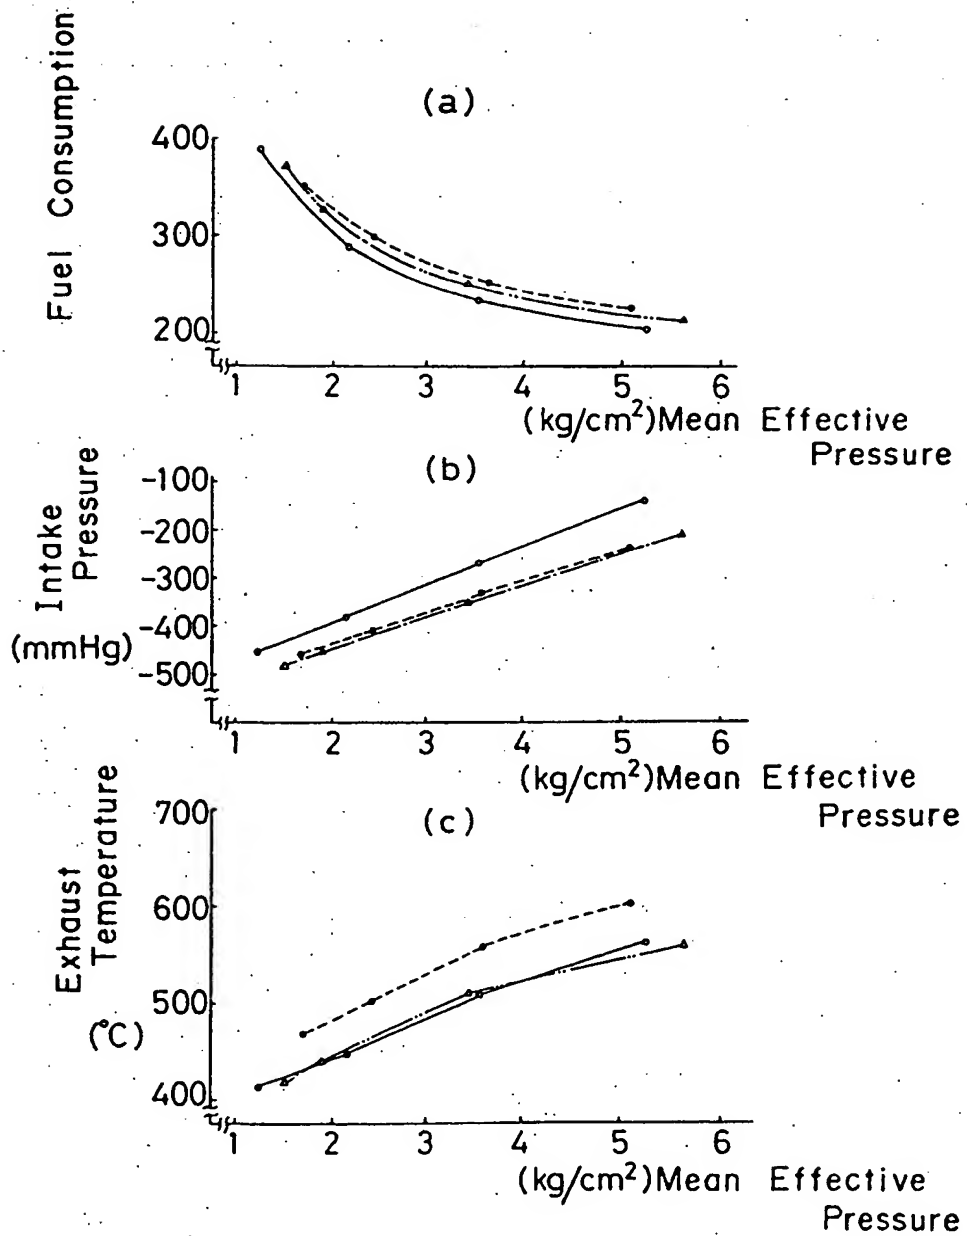 (a)
Fuel Consumption
400
300
200
1 2 3 4 5 6
(kg/cm²) Mean Effective
Pressure
(b)
Intake
Pressure
(mmHg)
-100
-200
-300
-400
-500
1 2 3 4 5 6
(kg/cm²) Mean Effective
Pressure
(c)
Exhaust
Temperature
(°C)
700
600
500
400
1 2 3 4 5 6
(kg/cm²) Mean Effective
Pressure